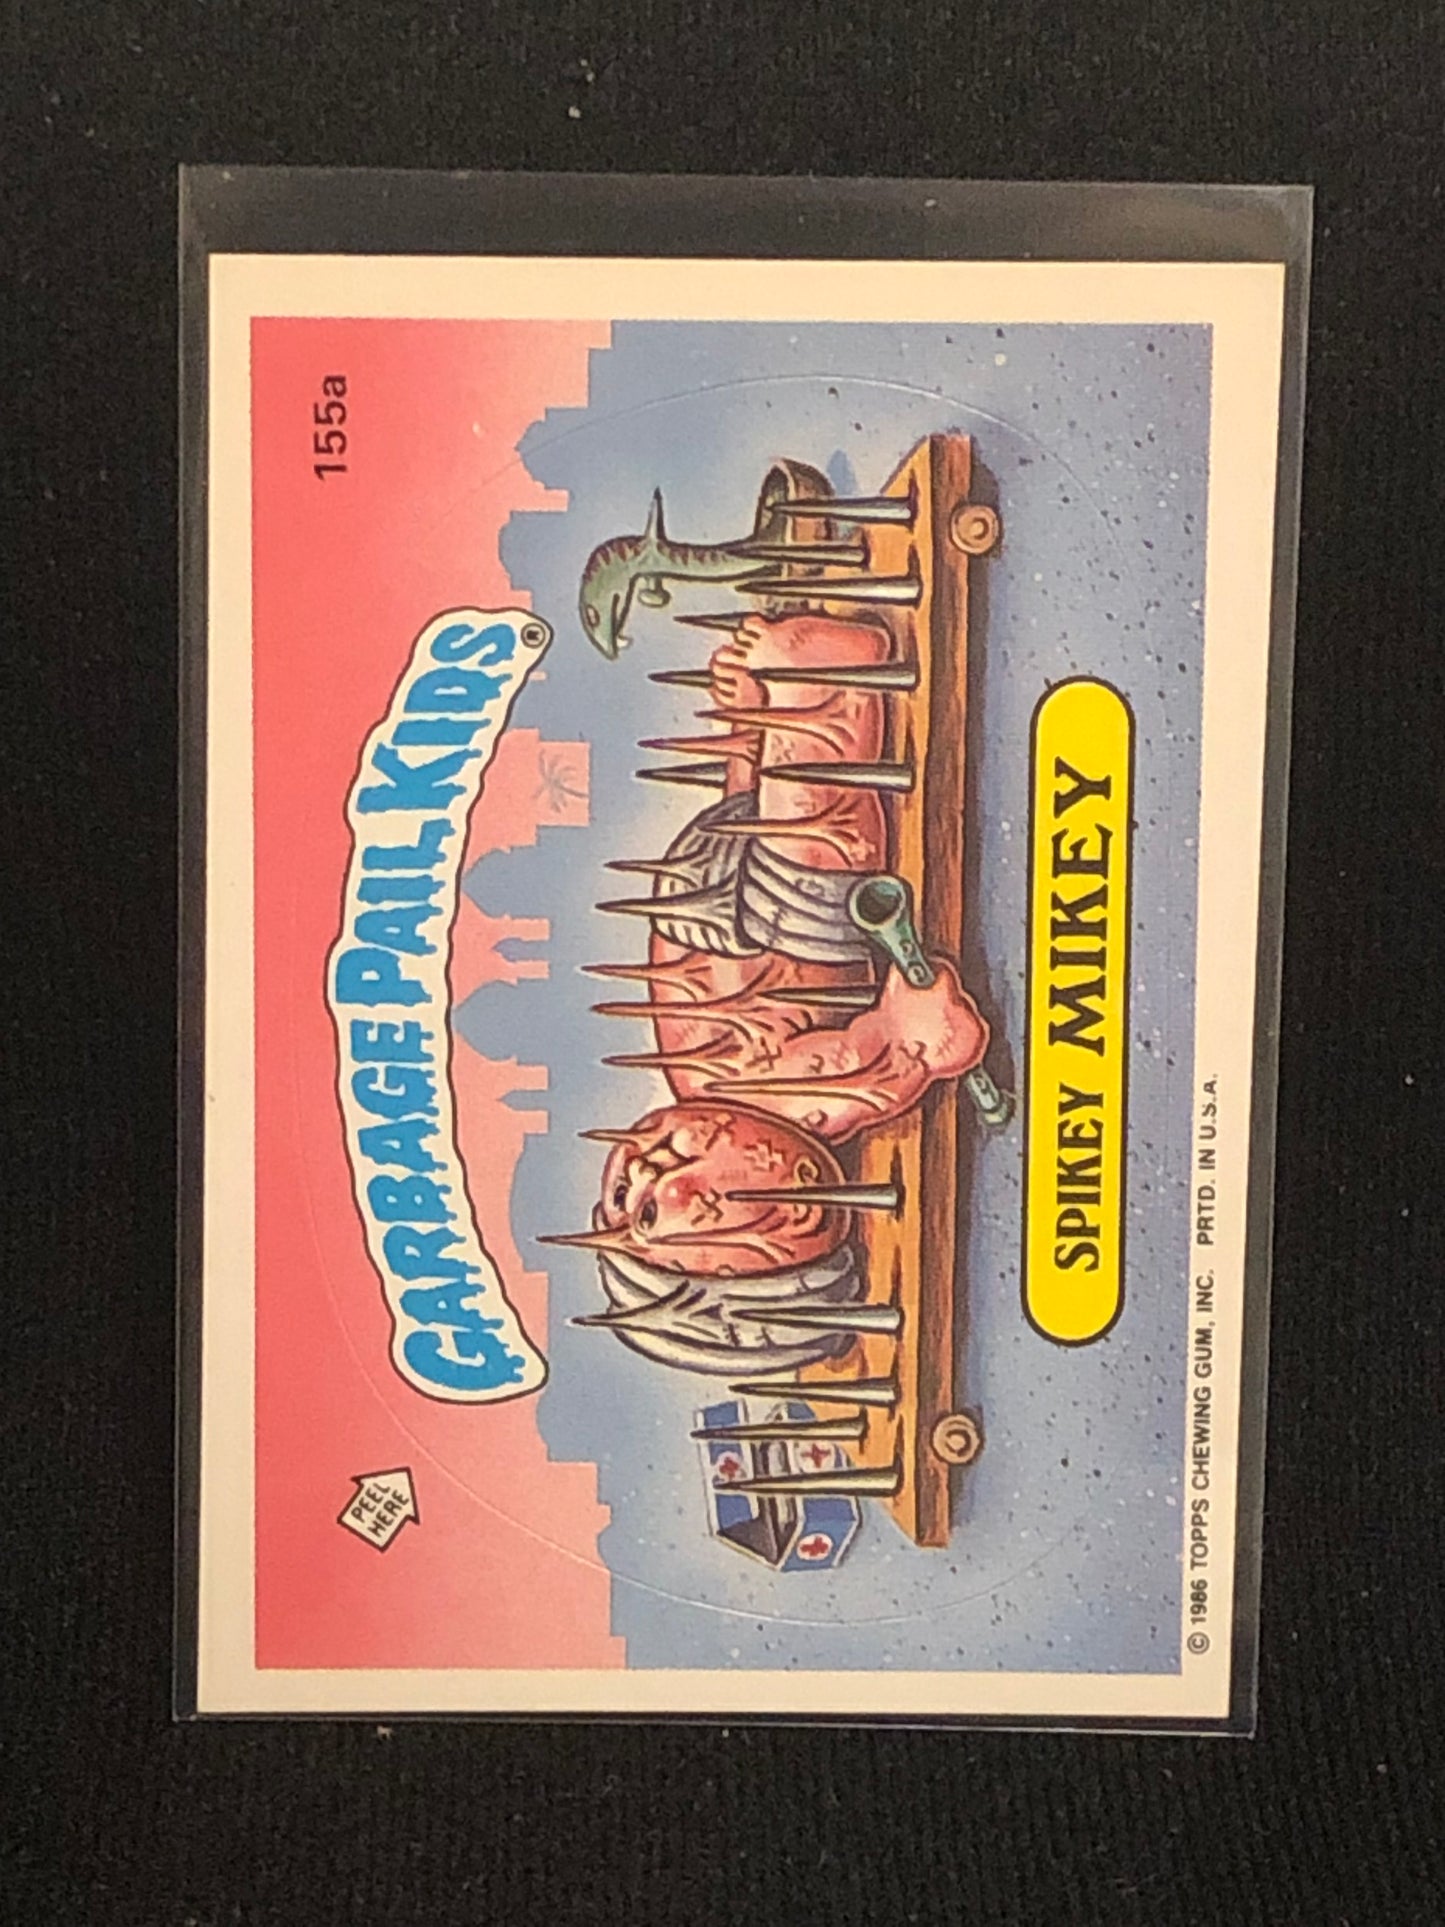 PEEL
HERE
GARBAGE PAIL KIDS ®
155a
SPIKEY MIKEY
© 1986 TOPPS CHEWING GUM, INC. PRTD. IN U.S.A.